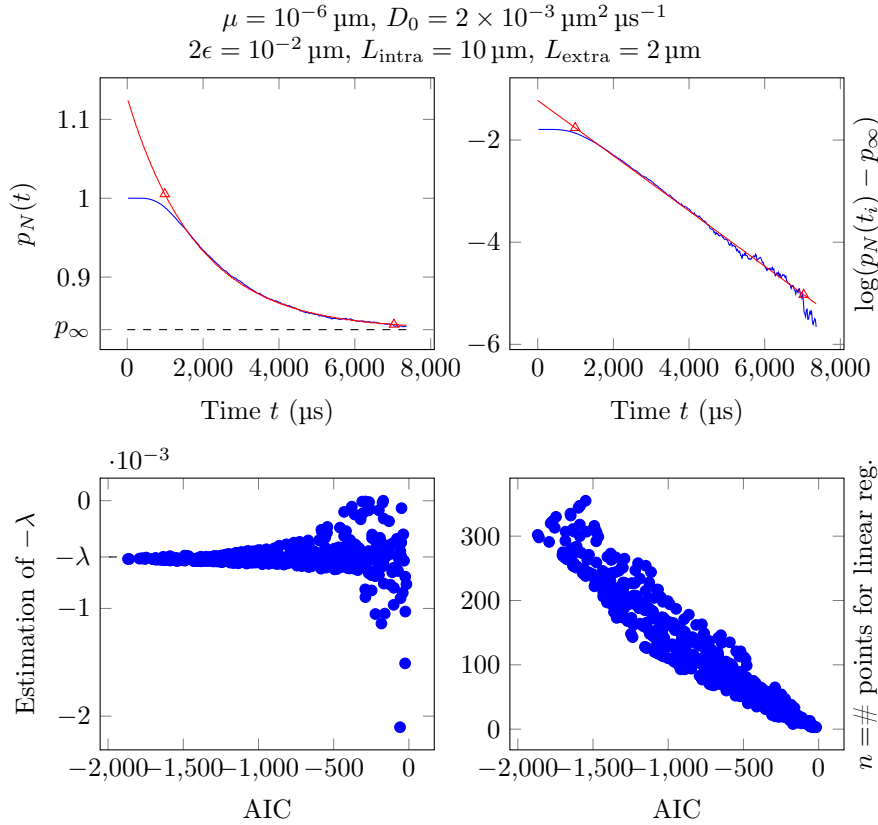 μ = 10⁻⁶ µm, D₀ = 2 × 10⁻³ µm² µs⁻¹
2ϵ = 10⁻² µm, L_intra = 10 µm, L_extra = 2 µm
p_N(t)
1.1
1
0.9
p_∞
0 2,000 4,000 6,000 8,000
Time t (µs)
−2
−4
−6
0 2,000 4,000 6,000 8,000
Time t (µs)
log(p_N(t_i) − p_∞)
·10⁻³
Estimation of −λ
0
−λ
−1
−2
−2,000 −1,500 −1,000 −500 0
AIC
300
200
100
0
−2,000 −1,500 −1,000 −500 0
AIC
n = # points for linear reg.